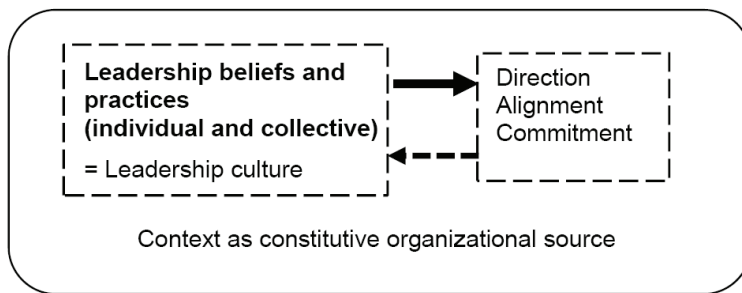 Leadership beliefs and
practices
(individual and collective)
= Leadership culture
Direction
Alignment
Commitment
Context as constitutive organizational source